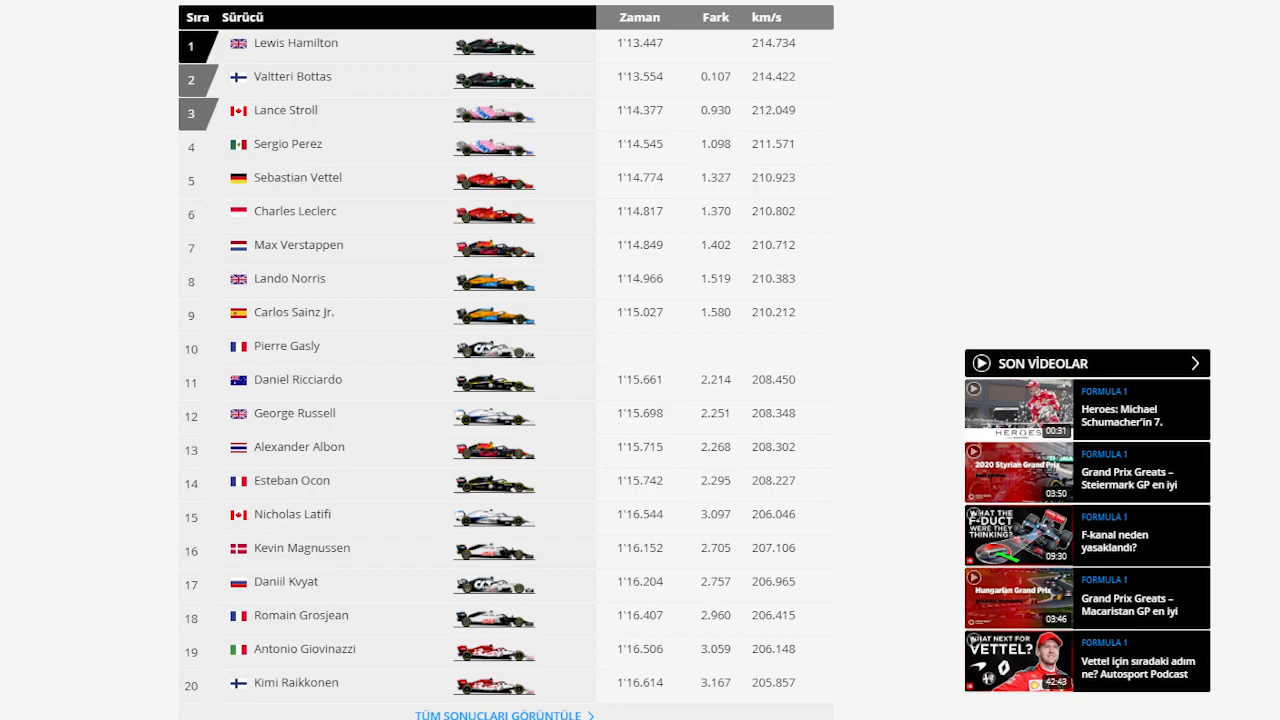 Sıra Sürücü Zaman Fark km/s
1 Lewis Hamilton 1'13.447 214.734
2 Valtteri Bottas 1'13.554 0.107 214.422
3 Lance Stroll 1'14.377 0.930 212.049
4 Sergio Perez 1'14.545 1.098 211.571
5 Sebastian Vettel 1'14.774 1.327 210.923
6 Charles Leclerc 1'14.817 1.370 210.802
7 Max Verstappen 1'14.849 1.402 210.712
8 Lando Norris 1'14.966 1.519 210.383
9 Carlos Sainz Jr. 1'15.027 1.580 210.212
10 Pierre Gasly
11 Daniel Ricciardo 1'15.661 2.214 208.450
12 George Russell 1'15.698 2.251 208.348
13 Alexander Albon 1'15.715 2.268 208.302
14 Esteban Ocon 1'15.742 2.295 208.227
15 Nicholas Latifi 1'16.544 3.097 206.046
16 Kevin Magnussen 1'16.152 2.705 207.106
17 Daniil Kvyat 1'16.204 2.757 206.965
18 Romain Grosjean 1'16.407 2.960 206.415
19 Antonio Giovinazzi 1'16.506 3.059 206.148
20 Kimi Raikkonen 1'16.614 3.167 205.857
TÜM SONUÇLARI GÖRÜNTÜLE
SON VİDEOLAR
HEROES
00:31
FORMULA 1
Heroes: Michael
Schumacher'in 7.
2020 Styrian Grand Prix
03:50
FORMULA 1
Grand Prix Greats –
Steiermark GP en iyi
WHAT THE
F-DUCT
WERE THEY
THINKING?
09:30
FORMULA 1
F-kanal neden
yasaklandı?
Hungarian Grand Prix
03:46
FORMULA 1
Grand Prix Greats –
Macaristan GP en iyi
WHAT NEXT FOR
VETTEL?
42:43
FORMULA 1
Vettel için sıradaki adım
ne? Autosport Podcast